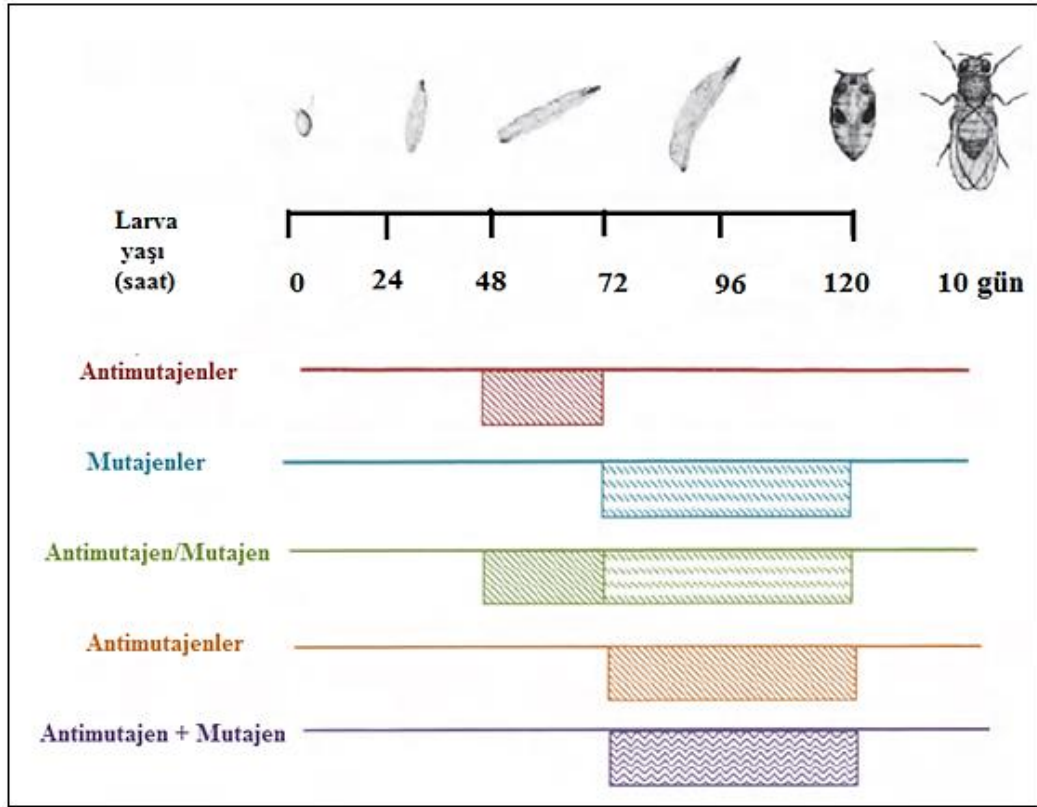 Larva
yaşı
(saat)
0 24 48 72 96 120 10 gün
Antimutajenler
Mutajenler
Antimutajen/Mutajen
Antimutajenler
Antimutajen + Mutajen